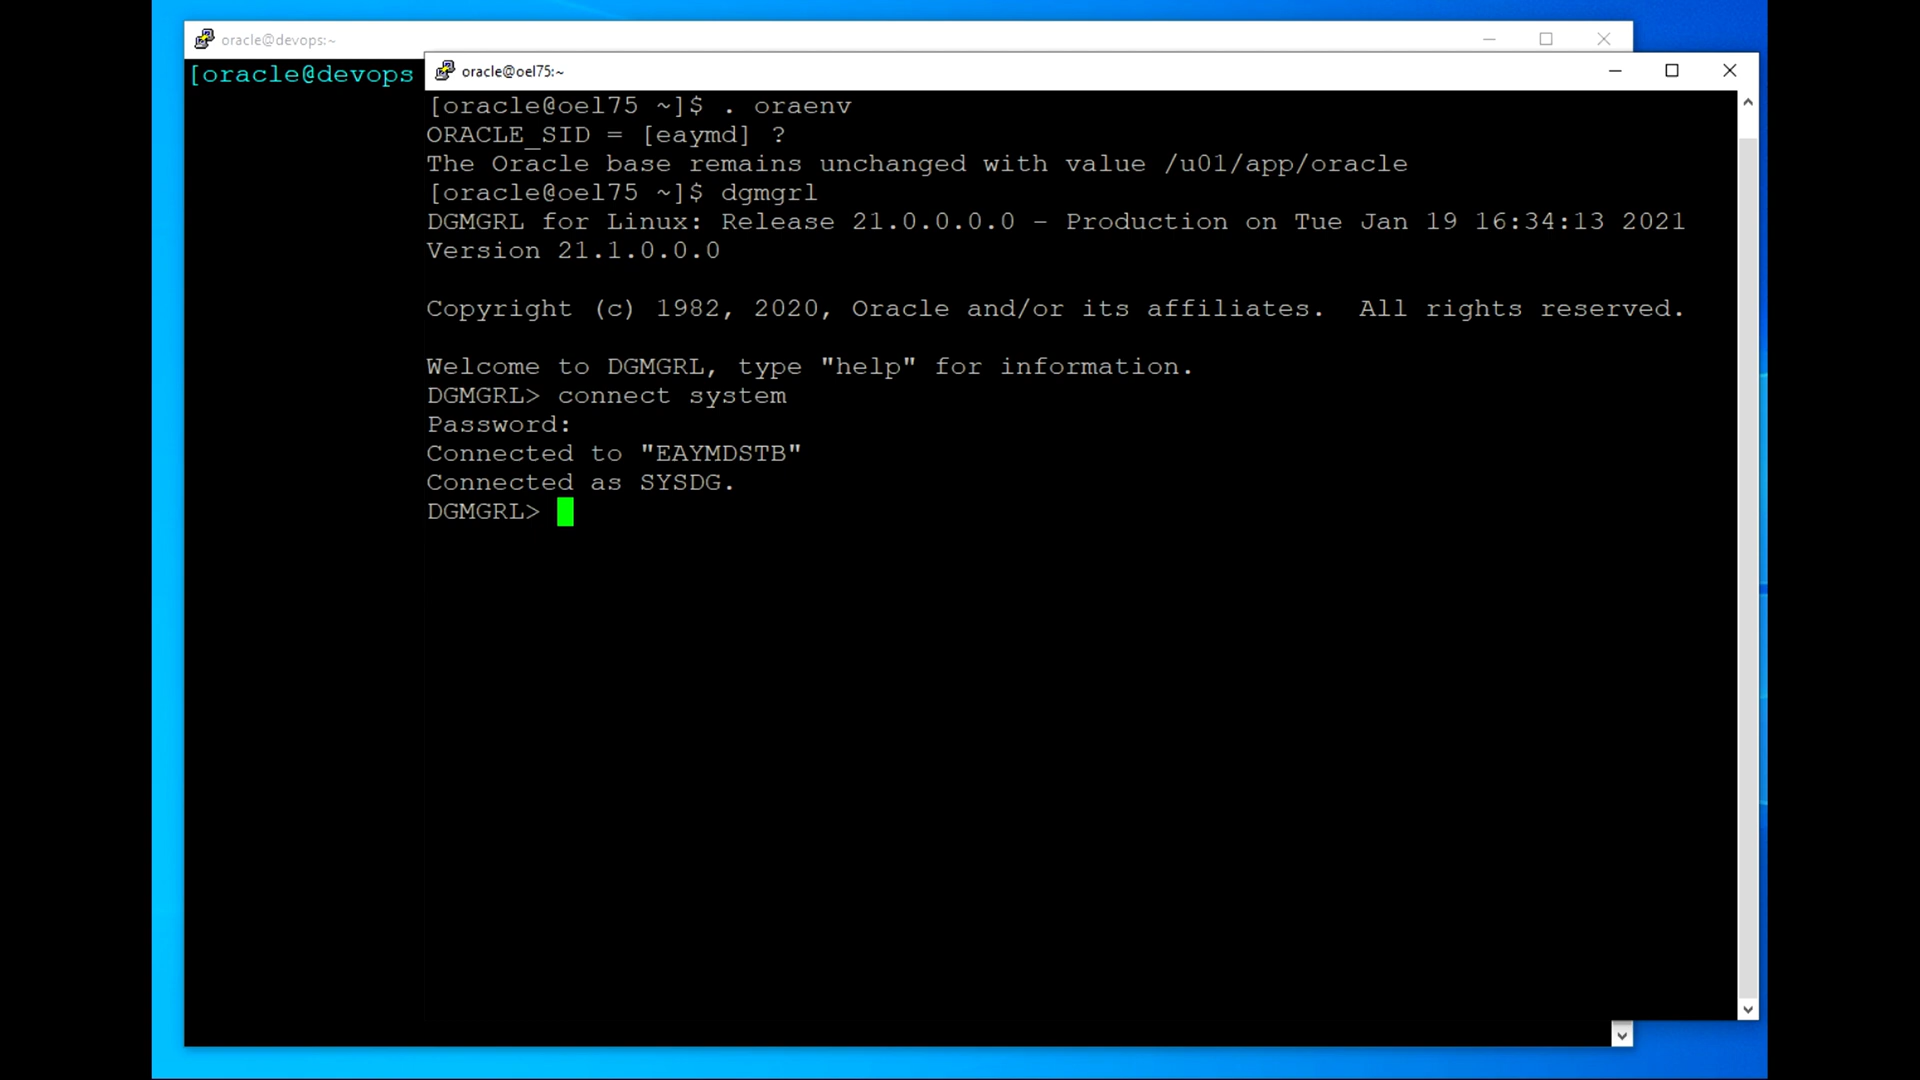 oracle@devops:~
[oracle@devops
oracle@oel75:~
[oracle@oel75 ~]$ . oraenv
ORACLE_SID = [eaymd] ?
The Oracle base remains unchanged with value /u01/app/oracle
[oracle@oel75 ~]$ dgmgrl
DGMGRL for Linux: Release 21.0.0.0.0 - Production on Tue Jan 19 16:34:13 2021
Version 21.1.0.0.0
Copyright (c) 1982, 2020, Oracle and/or its affiliates.  All rights reserved.
Welcome to DGMGRL, type "help" for information.
DGMGRL> connect system
Password:
Connected to "EAYMDSTB"
Connected as SYSDG.
DGMGRL>